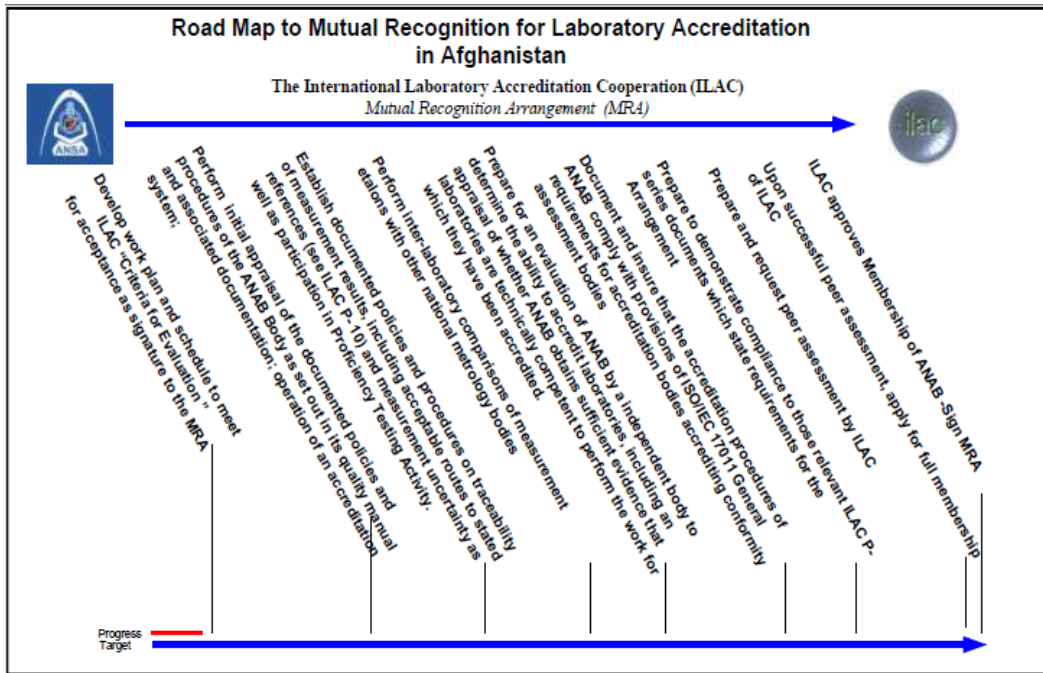 Road Map to Mutual Recognition for Laboratory Accreditation
in Afghanistan
The International Laboratory Accreditation Cooperation (ILAC)
Mutual Recognition Arrangement (MRA)
ANSA
ilac
Develop work plan and schedule to meet
ILAC "Criteria for Evaluation "
for acceptance as signature to the MRA
Perform initial appraisal of the documented policies and
procedures of the ANAB Body as set out in its quality manual
and associated documentation; operation of an accreditation
system;
Establish documented policies and procedures on traceability
of measurement results, including acceptable routes to stated
references (see ILAC P- 10) and measurement uncertainty as
well as participation in Proficiency Testing Activity.
Perform inter-laboratory comparisons of measurement
etalons with other national metrology bodies
Prepare for an evaluation of ANAB by a independent body to
determine the ability to accredit laboratories, including an
appraisal of whether ANAB obtains sufficient evidence that
laboratories are technically competent to perform the work for
which they have been accredited.
Document and insure that the accreditation procedures of
ANAB comply with provisions of ISO/IEC 17011 General
requirements for accreditation bodies accrediting conformity
assessment bodies
Prepare to demonstrate compliance to those relevant ILAC P-
series documents which state requirements for the
Arrangement
Prepare and request peer assessment by ILAC
Upon successful peer assessment, apply for full membership
of ILAC
ILAC approves Membership of ANAB -Sign MRA
Progress
Target